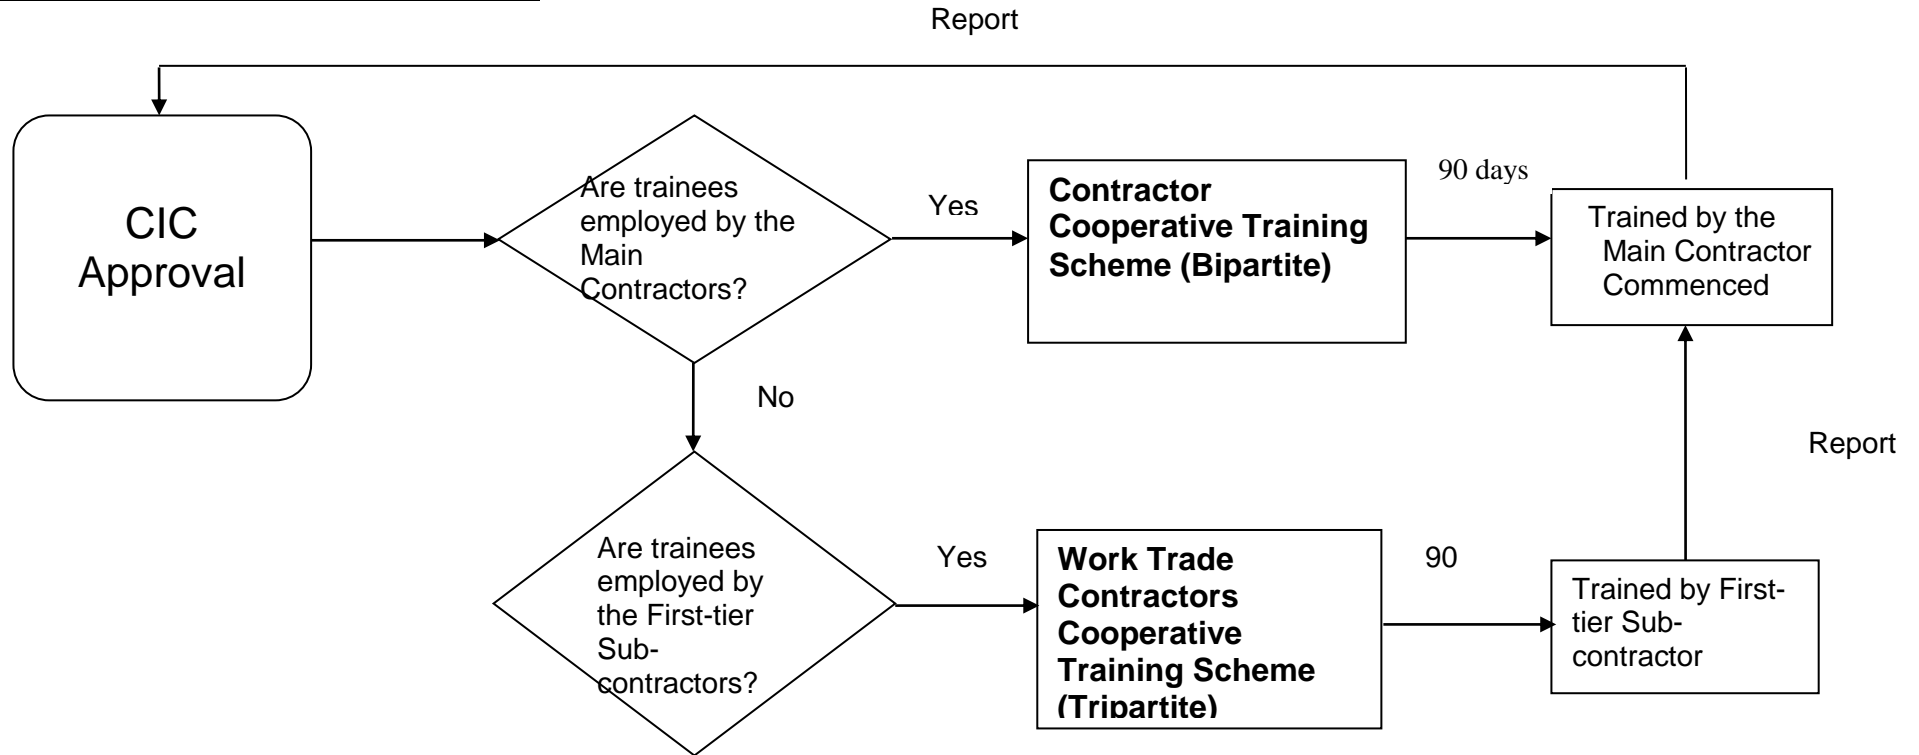 Report
CIC
Approval
Are trainees
employed by the
Main
Contractors?
Yes
Contractor
Cooperative Training
Scheme (Bipartite)
90 days
Trained by the
Main Contractor
Commenced
No
Report
Are trainees
employed by
the First-tier
Sub-
contractors?
Yes
Work Trade
Contractors
Cooperative
Training Scheme
(Tripartite)
90
Trained by First-
tier Sub-
contractor